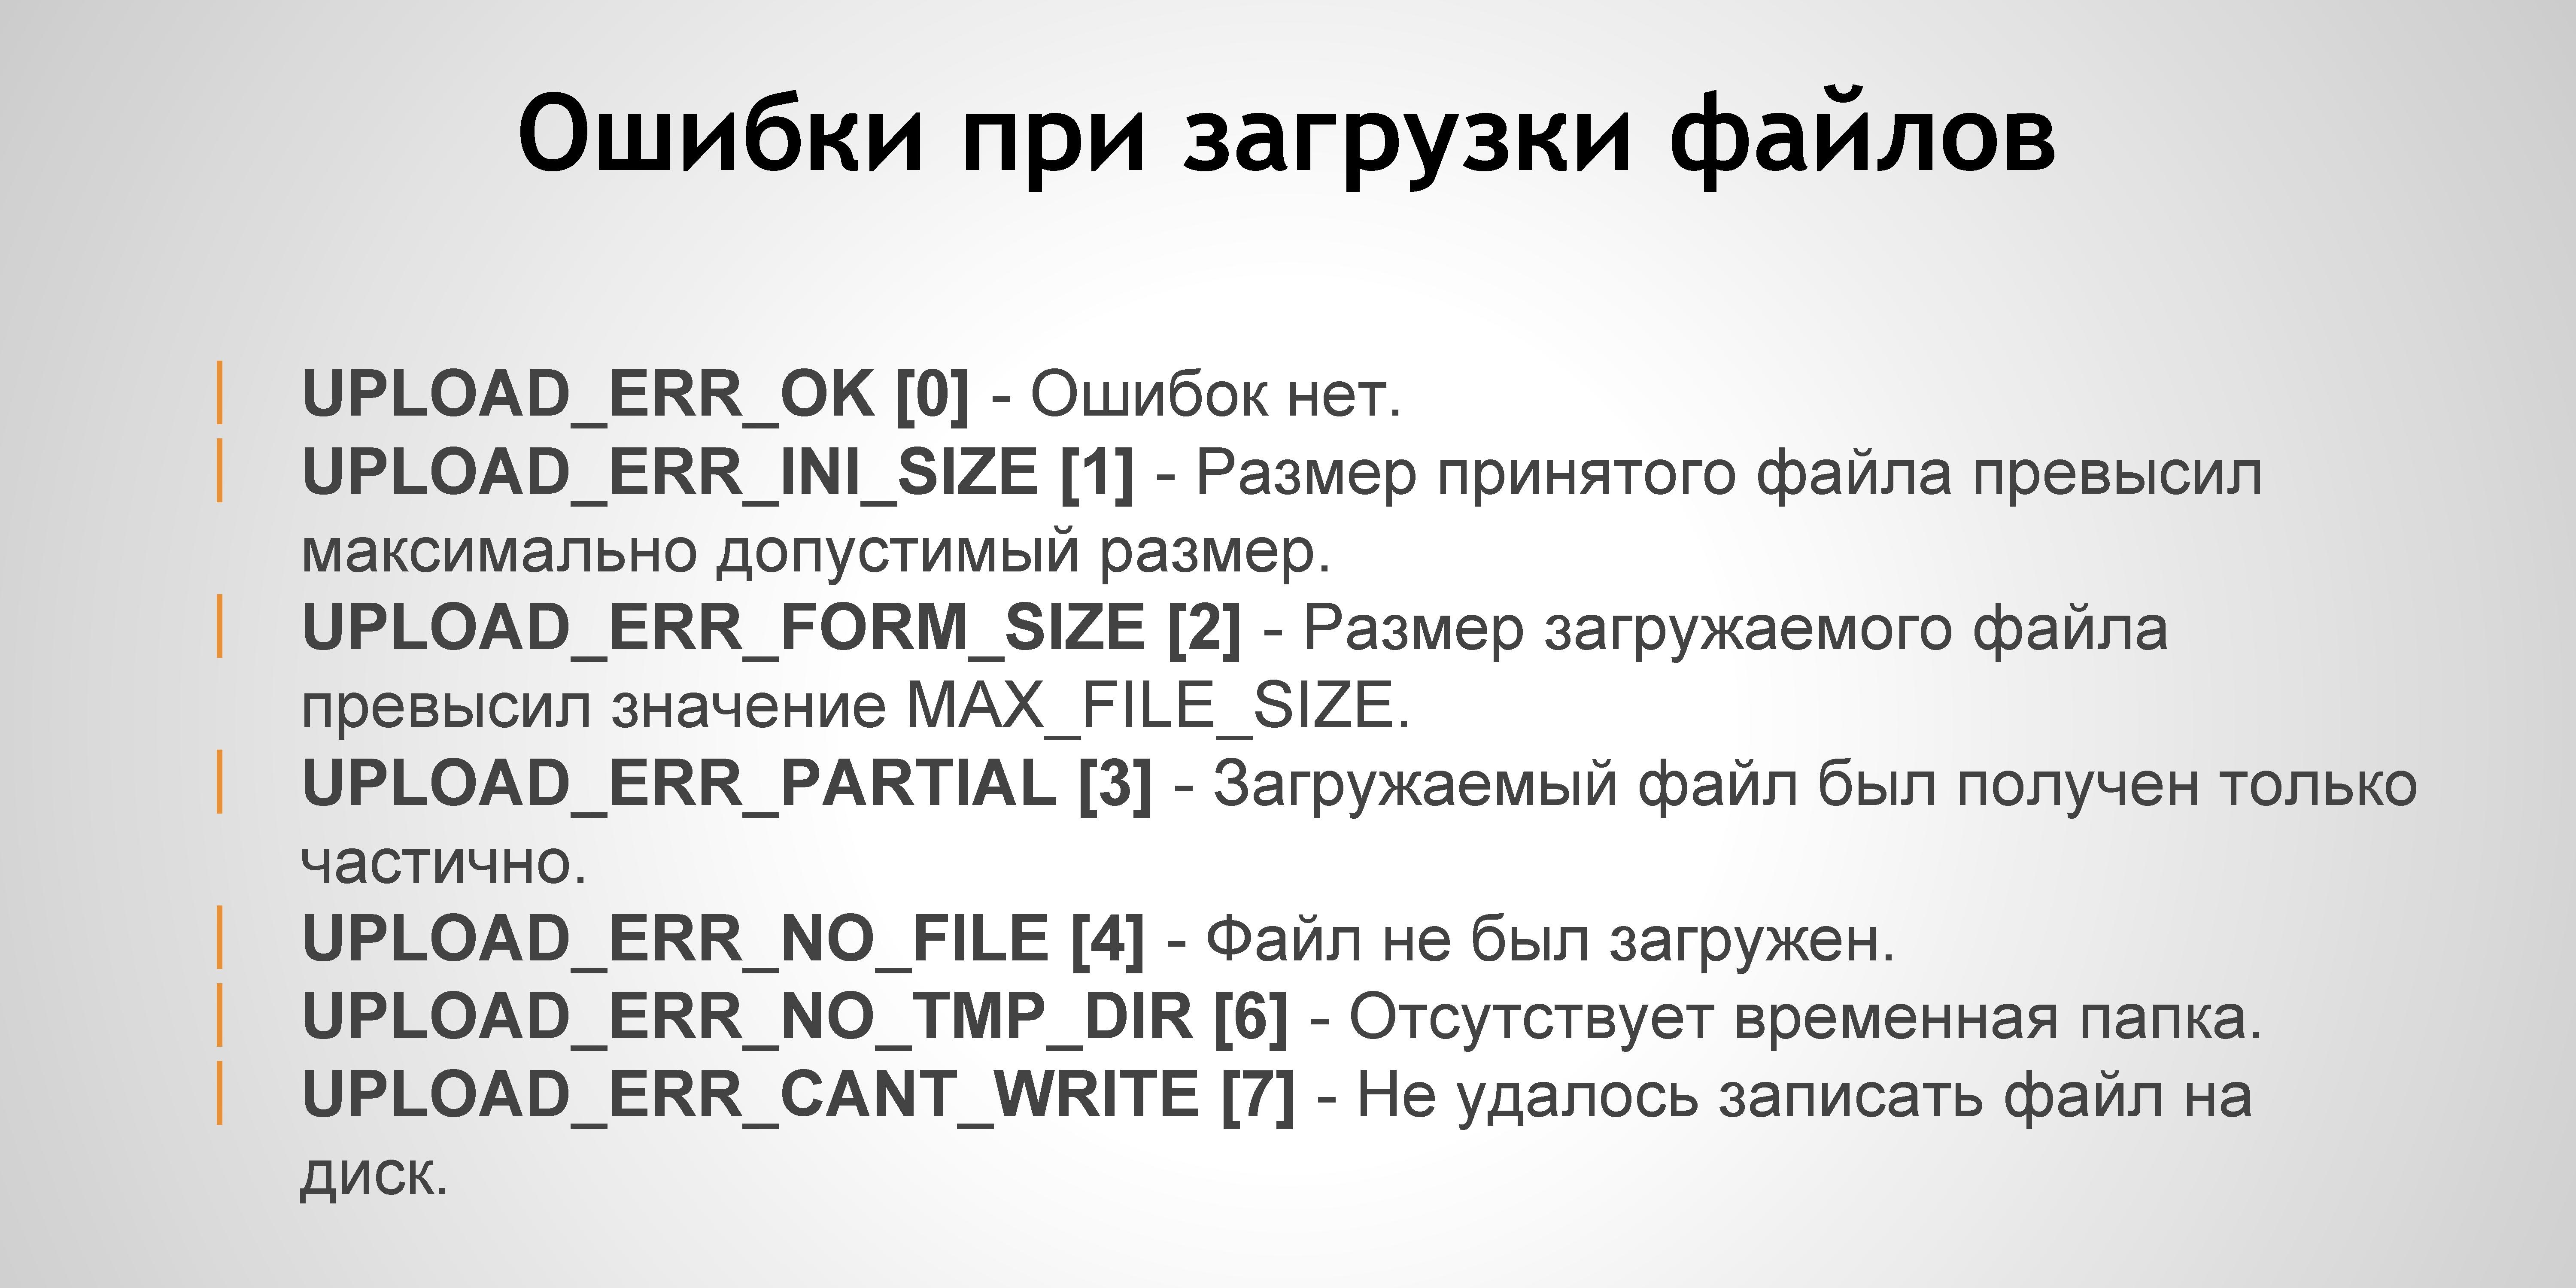 Ошибки при загрузки файлов
UPLOAD_ERR_OK [0] - Ошибок нет.
UPLOAD_ERR_INI_SIZE [1] - Размер принятого файла превысил
максимально допустимый размер.
UPLOAD_ERR_FORM_SIZE [2] - Размер загружаемого файла
превысил значение MAX_FILE_SIZE.
UPLOAD_ERR_PARTIAL [3] - Загружаемый файл был получен только
частично.
UPLOAD_ERR_NO_FILE [4] - Файл не был загружен.
UPLOAD_ERR_NO_TMP_DIR [6] - Отсутствует временная папка.
UPLOAD_ERR_CANT_WRITE [7] - Не удалось записать файл на
диск.